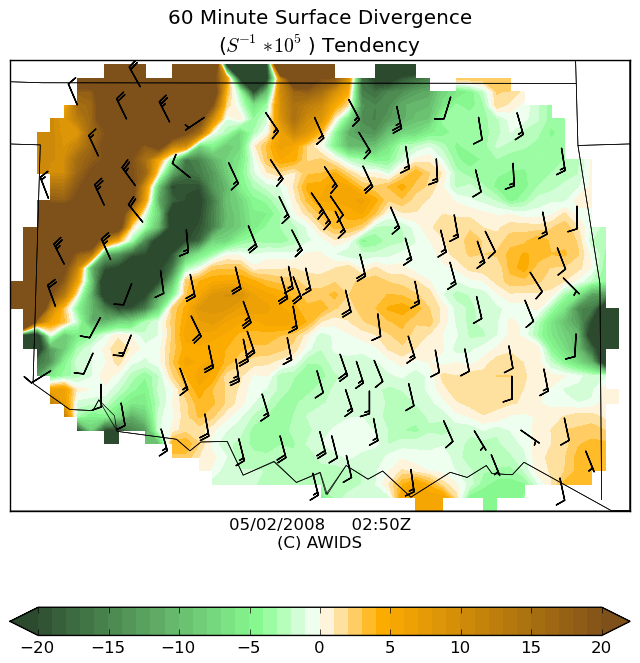 60 Minute Surface Divergence
(S⁻¹ * 10⁵ ) Tendency
05/02/2008 02:50Z
(C) AWIDS
−20 −15 −10 −5 0 5 10 15 20